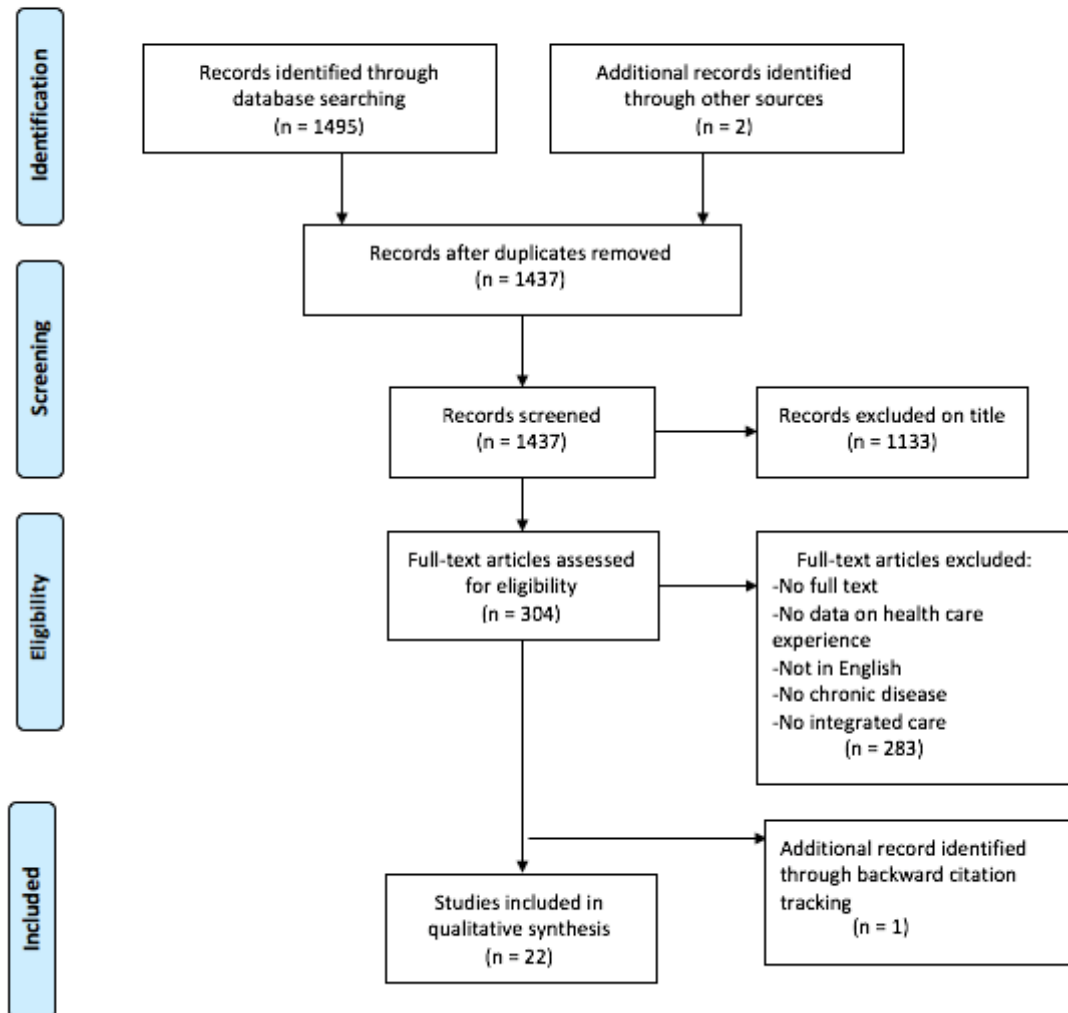 Identification
Records identified through
database searching
(n = 1495)
Additional records identified
through other sources
(n = 2)
Records after duplicates removed
(n = 1437)
Screening
Records screened
(n = 1437)
Records excluded on title
(n = 1133)
Eligibility
Full-text articles assessed
for eligibility
(n = 304)
Full-text articles excluded:
-No full text
-No data on health care
experience
-Not in English
-No chronic disease
-No integrated care
(n = 283)
Included
Additional record identified
through backward citation
tracking
(n = 1)
Studies included in
qualitative synthesis
(n = 22)